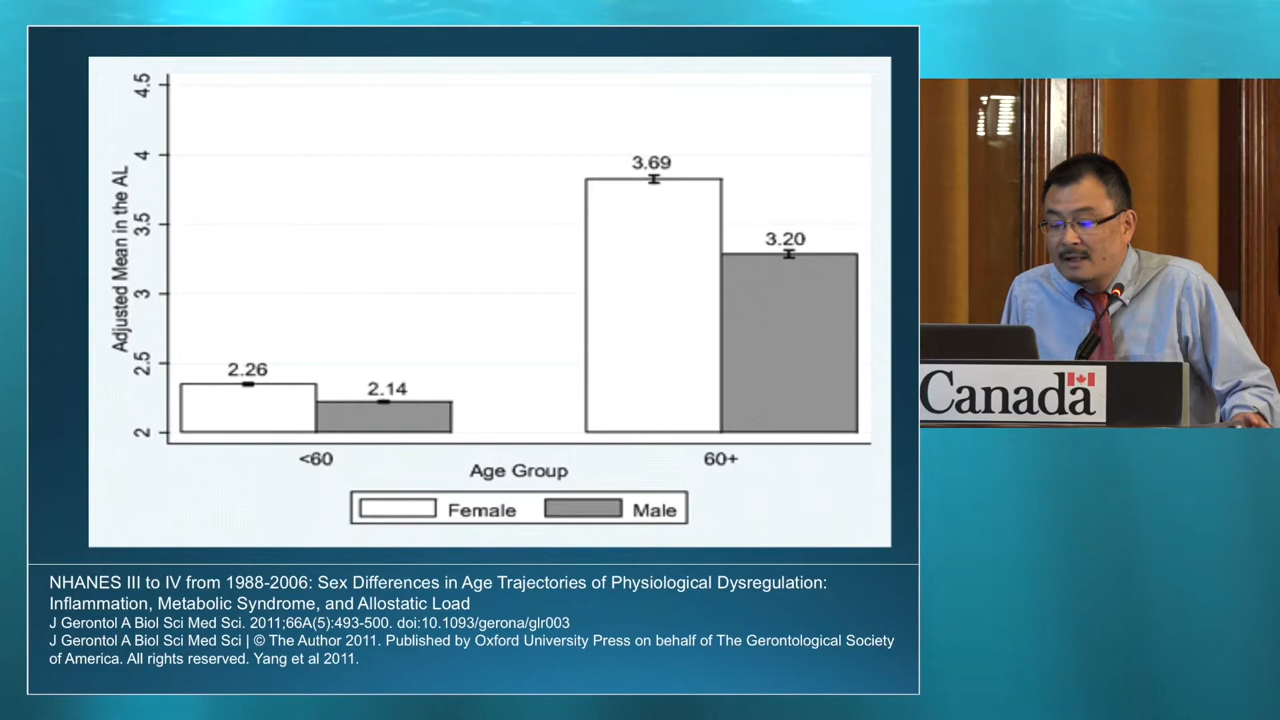 4.5
4
3.5
3
2.5
2
Adjusted Mean in the AL
2.26
2.14
3.69
3.20
<60
60+
Age Group
Female
Male
NHANES III to IV from 1988-2006: Sex Differences in Age Trajectories of Physiological Dysregulation:
Inflammation, Metabolic Syndrome, and Allostatic Load
J Gerontol A Biol Sci Med Sci. 2011;66A(5):493-500. doi:10.1093/gerona/glr003
J Gerontol A Biol Sci Med Sci | © The Author 2011. Published by Oxford University Press on behalf of The Gerontological Society
of America. All rights reserved. Yang et al 2011.
Canada